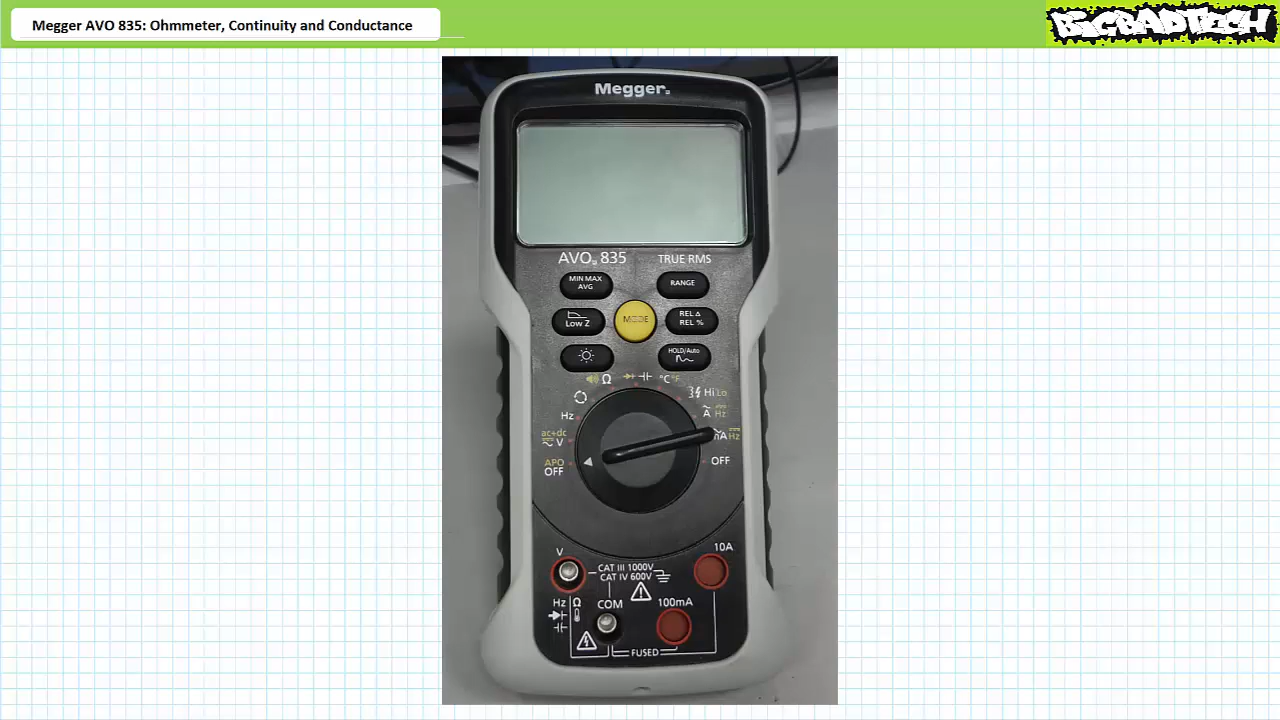 Megger AVO 835: Ohmmeter, Continuity and Conductance
BIGBADTECH
Megger.
AVO® 835 TRUE RMS
MIN MAX
AVG
RANGE
Low Z
MODE
REL Δ
REL %
HOLD/Auto
Ω
°C °F
Hi Lo
Hz
Ã Hz
ac+dc
V
mA Hz
APO
OFF
OFF
V
10A
CAT III 1000V
CAT IV 600V
Hz Ω
COM
100mA
FUSED